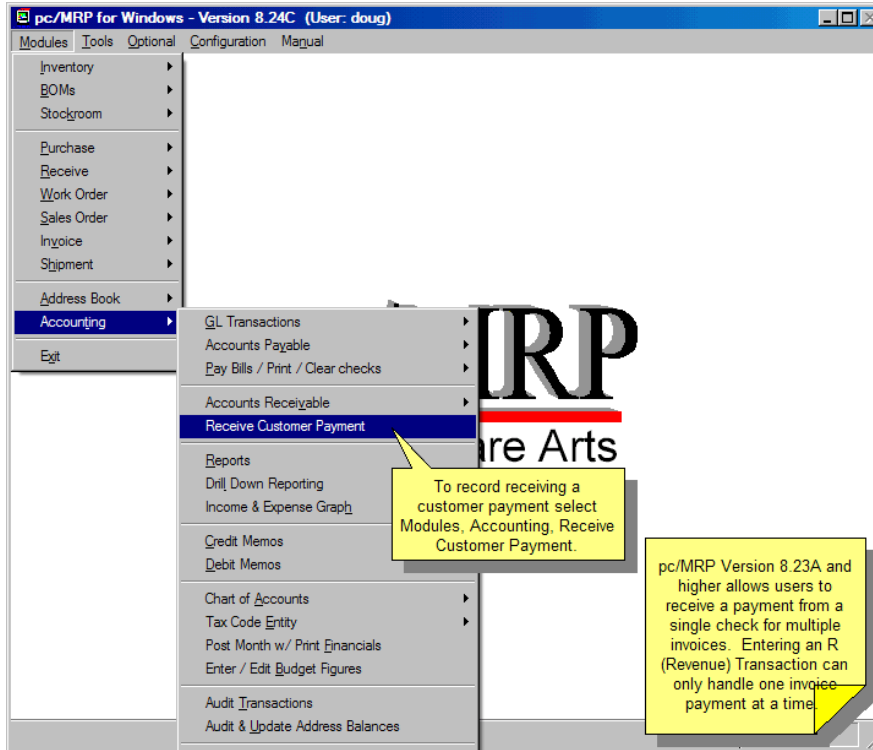 pc/MRP for Windows - Version 8.24C (User: doug)
Modules Tools Optional Configuration Manual
Inventory
BOMs
Stockroom
Purchase
Receive
Work Order
Sales Order
Invoice
Shipment
Address Book
Accounting
Exit
GL Transactions
Accounts Payable
Pay Bills / Print / Clear checks
Accounts Receivable
Receive Customer Payment
Reports
Drill Down Reporting
Income & Expense Graph
Credit Memos
Debit Memos
Chart of Accounts
Tax Code Entity
Post Month w/ Print Financials
Enter / Edit Budget Figures
Audit Transactions
Audit & Update Address Balances
MRP
are Arts
To record receiving a
customer payment select
Modules, Accounting, Receive
Customer Payment.
pc/MRP Version 8.23A and
higher allows users to
receive a payment from a
single check for multiple
invoices. Entering an R
(Revenue) Transaction can
only handle one invoice
payment at a time.